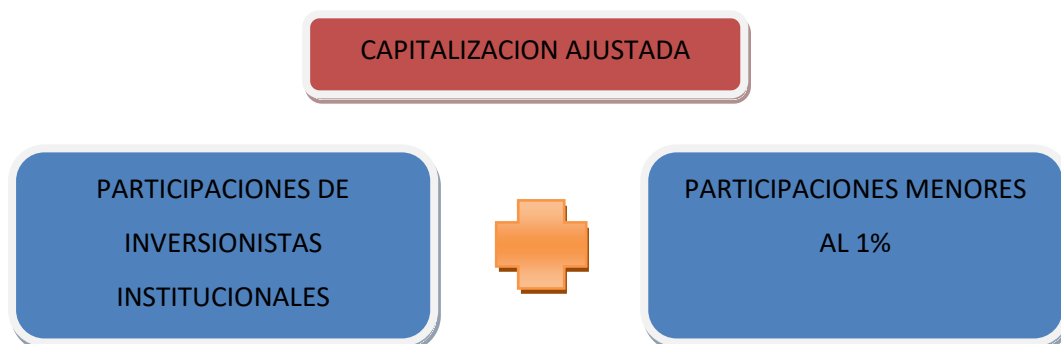 CAPITALIZACION AJUSTADA
PARTICIPACIONES DE
INVERSIONISTAS
INSTITUCIONALES
PARTICIPACIONES MENORES
AL 1%